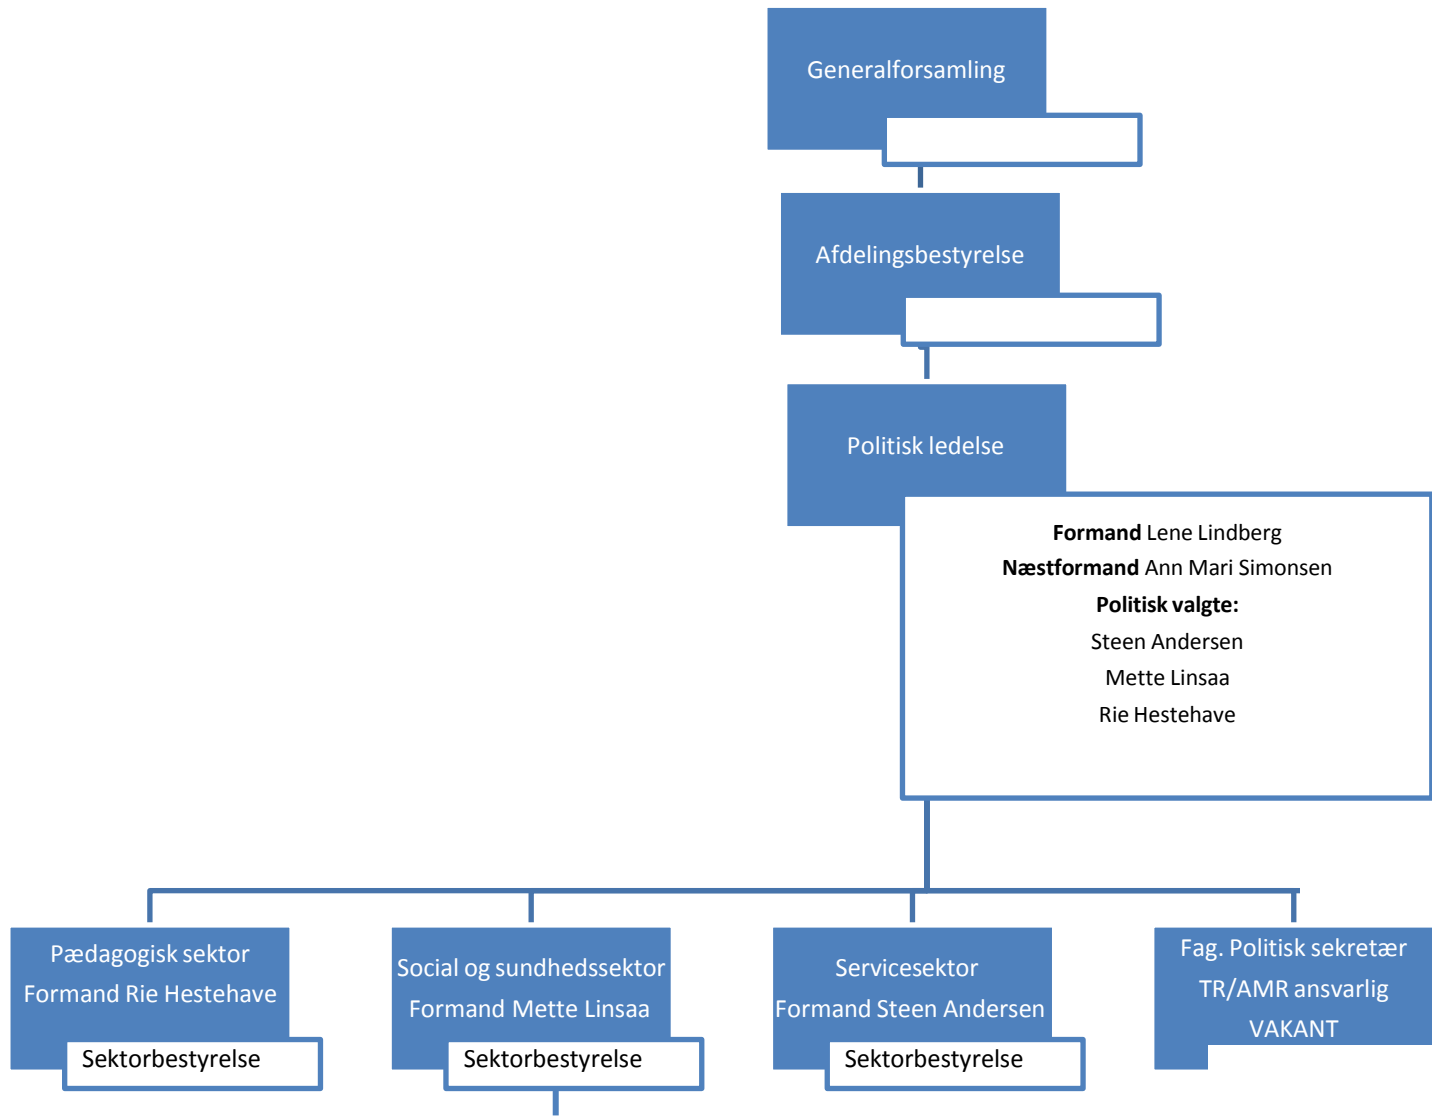 Generalforsamling
Afdelingsbestyrelse
Politisk ledelse
Formand Lene Lindberg
Næstformand Ann Mari Simonsen
Politisk valgte:
Steen Andersen
Mette Linsaa
Rie Hestehave
Pædagogisk sektor
Formand Rie Hestehave
Sektorbestyrelse
Social og sundhedssektor
Formand Mette Linsaa
Sektorbestyrelse
Servicesektor
Formand Steen Andersen
Sektorbestyrelse
Fag. Politisk sekretær
TR/AMR ansvarlig
VAKANT